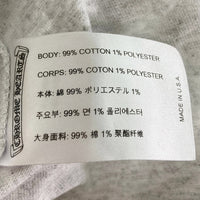 CHROME HEARTS
BODY: 99% COTTON 1% POLYESTER
CORPS: 99% COTON 1% POLYESTER
本体: 綿 99% ポリエステル 1%
주요부: 99% 면 1% 폴리에스터
大身面料: 99% 棉 1% 聚酯纤维
MADE IN U.S.A.